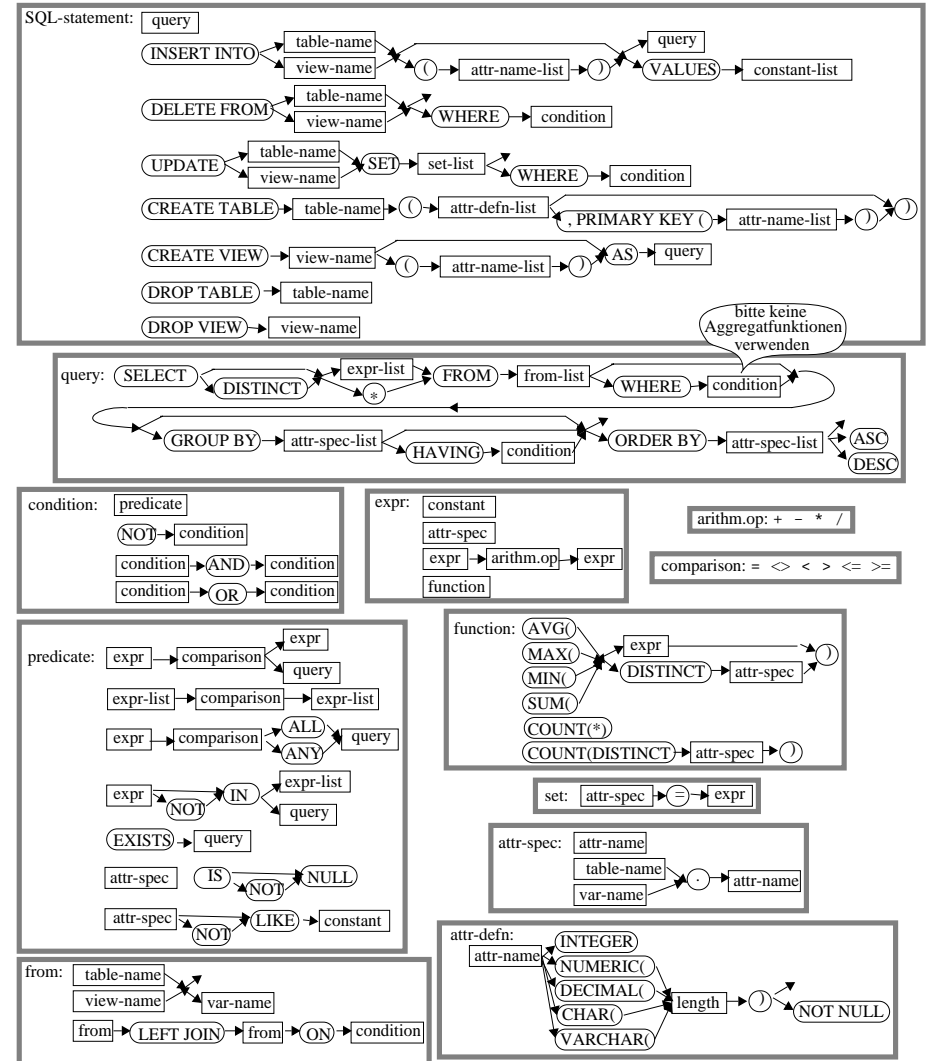 SQL-statement: query
INSERT INTO table-name view-name ( attr-name-list ) query VALUES constant-list
DELETE FROM table-name view-name WHERE condition
UPDATE table-name view-name SET set-list WHERE condition
CREATE TABLE table-name ( attr-defn-list , PRIMARY KEY ( attr-name-list ) )
CREATE VIEW view-name ( attr-name-list ) AS query
DROP TABLE table-name
DROP VIEW view-name
bitte keine
Aggregatfunktionen
verwenden
query: SELECT DISTINCT expr-list * FROM from-list WHERE condition
GROUP BY attr-spec-list HAVING condition ORDER BY attr-spec-list ASC DESC
condition: predicate
NOT condition
condition AND condition
condition OR condition
expr: constant
attr-spec
expr arithm.op expr
function
arithm.op: + - * /
comparison: = <> < > <= >=
predicate: expr comparison expr query
expr-list comparison expr-list
expr comparison ALL ANY query
expr NOT IN expr-list query
EXISTS query
attr-spec IS NOT NULL
attr-spec NOT LIKE constant
function: AVG(
MAX(
MIN(
SUM(
expr DISTINCT attr-spec )
COUNT(*)
COUNT(DISTINCT attr-spec )
set: attr-spec = expr
attr-spec: attr-name
table-name
var-name . attr-name
attr-defn:
attr-name INTEGER
NUMERIC(
DECIMAL(
CHAR(
VARCHAR(
length ) NOT NULL
from: table-name
view-name var-name
from LEFT JOIN from ON condition